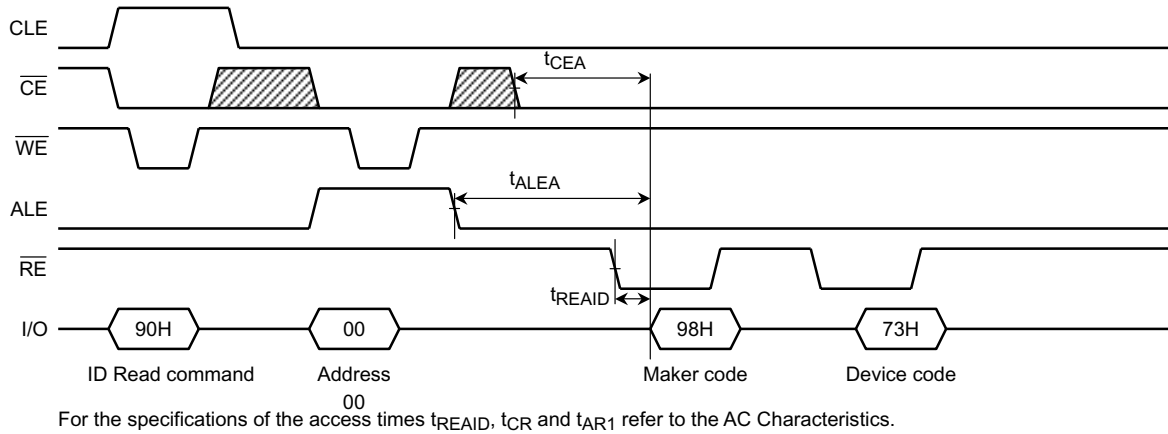 CLE
tCEA
CE
WE
tALEA
ALE
RE
tREAID
I/O 90H 00 98H 73H
ID Read command Address Maker code Device code
00
For the specifications of the access times tREAID, tCR and tAR1 refer to the AC Characteristics.